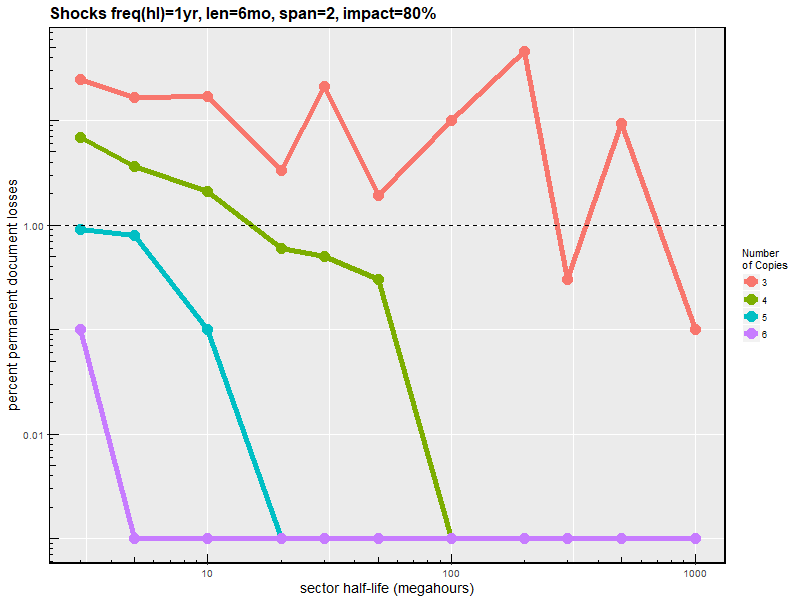 Shocks freq(hl)=1yr, len=6mo, span=2, impact=80%
percent permanent document losses
1.00
0.01
10
100
1000
sector half-life (megahours)
Number
of Copies
3
4
5
6